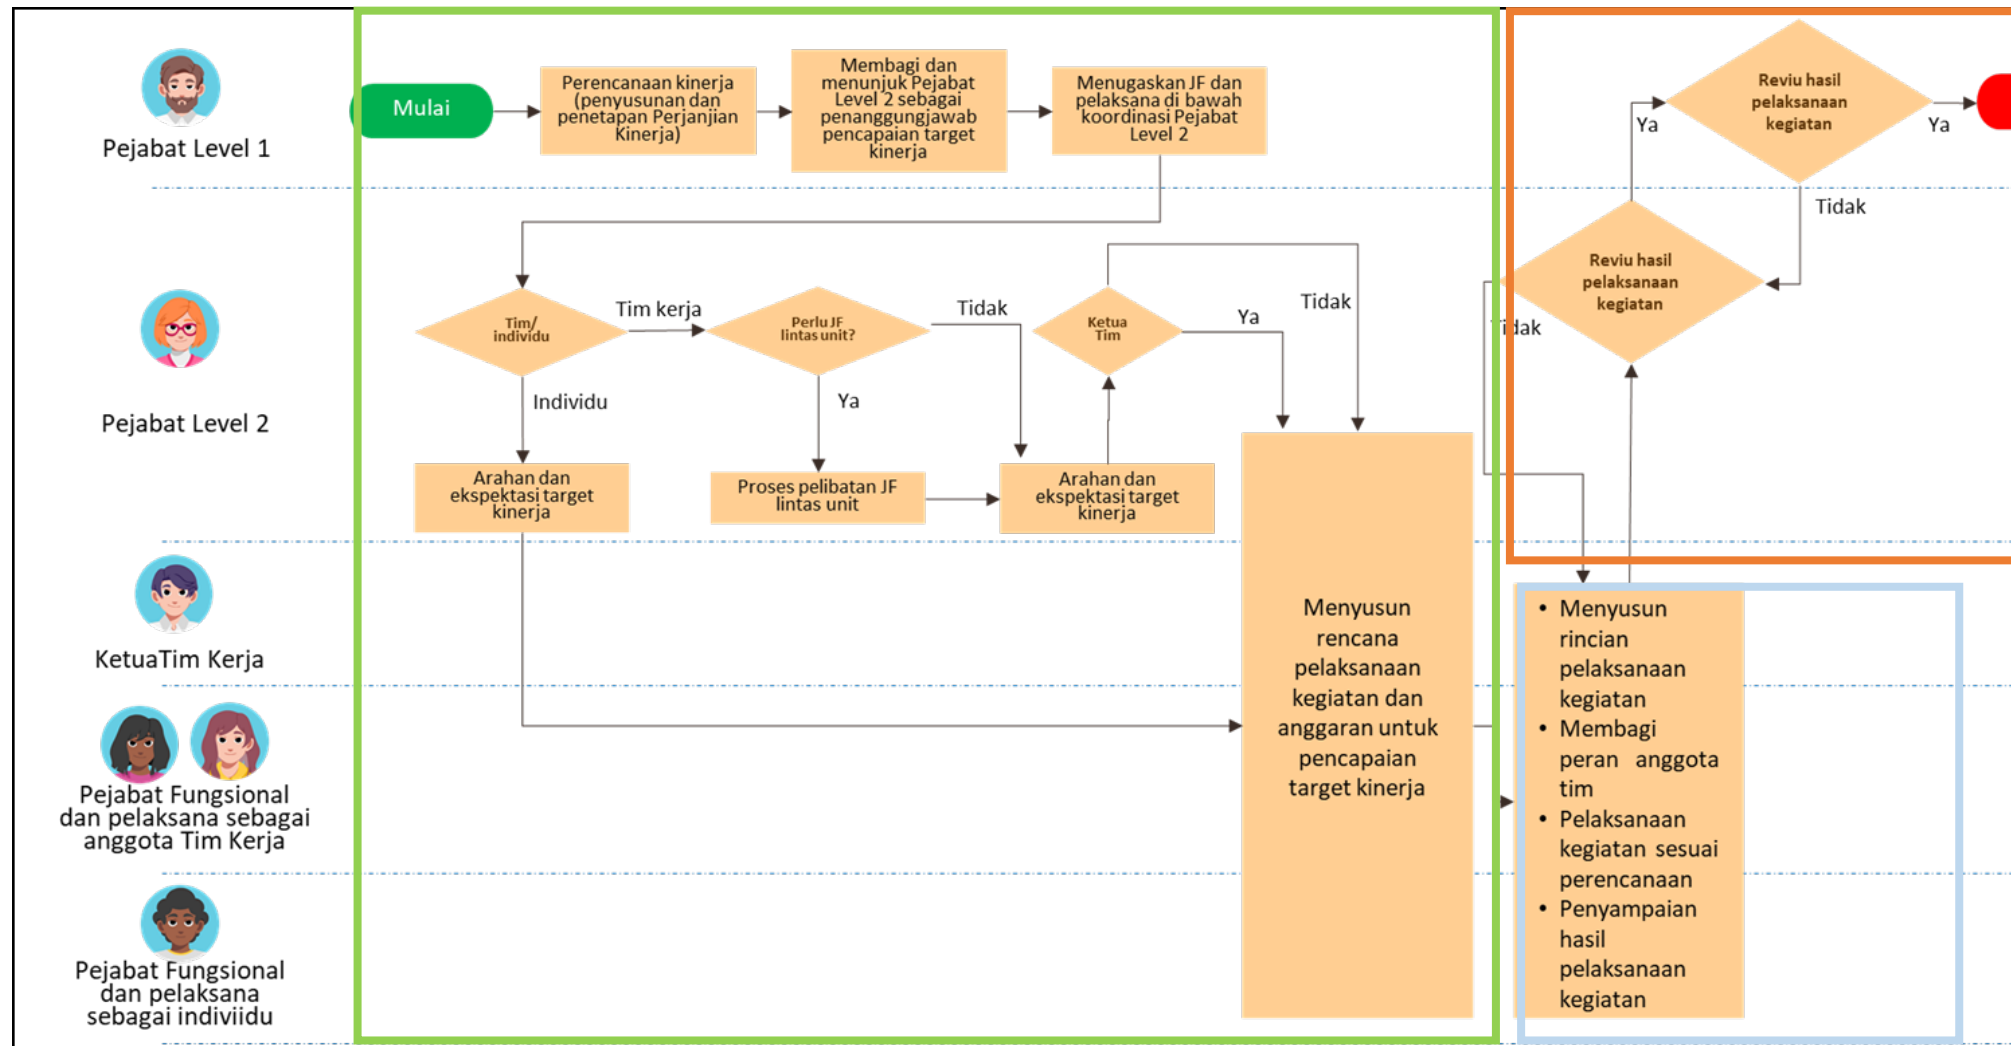 Pejabat Level 1
Mulai
Perencanaan kinerja
(penyusunan dan
penetapan Perjanjian
Kinerja)
Membagi dan
menunjuk Pejabat
Level 2 sebagai
penanggungjawab
pencapaian target
kinerja
Menugaskan JF dan
pelaksana di bawah
koordinasi Pejabat
Level 2
Reviu hasil
pelaksanaan
kegiatan
Ya
Ya
Tidak
Pejabat Level 2
Tim/
individu
Tim kerja
Individu
Perlu JF
lintas unit?
Tidak
Ya
Ketua
Tim
Ya
Tidak
Reviu hasil
pelaksanaan
kegiatan
Tidak
Arahan dan
ekspektasi target
kinerja
Proses pelibatan JF
lintas unit
Arahan dan
ekspektasi target
kinerja
KetuaTim Kerja
Pejabat Fungsional
dan pelaksana sebagai
anggota Tim Kerja
Pejabat Fungsional
dan pelaksana
sebagai indiviidu
Menyusun
rencana
pelaksanaan
kegiatan dan
anggaran untuk
pencapaian
target kinerja
• Menyusun
rincian
pelaksanaan
kegiatan
• Membagi
peran anggota
tim
• Pelaksanaan
kegiatan sesuai
perencanaan
• Penyampaian
hasil
pelaksanaan
kegiatan